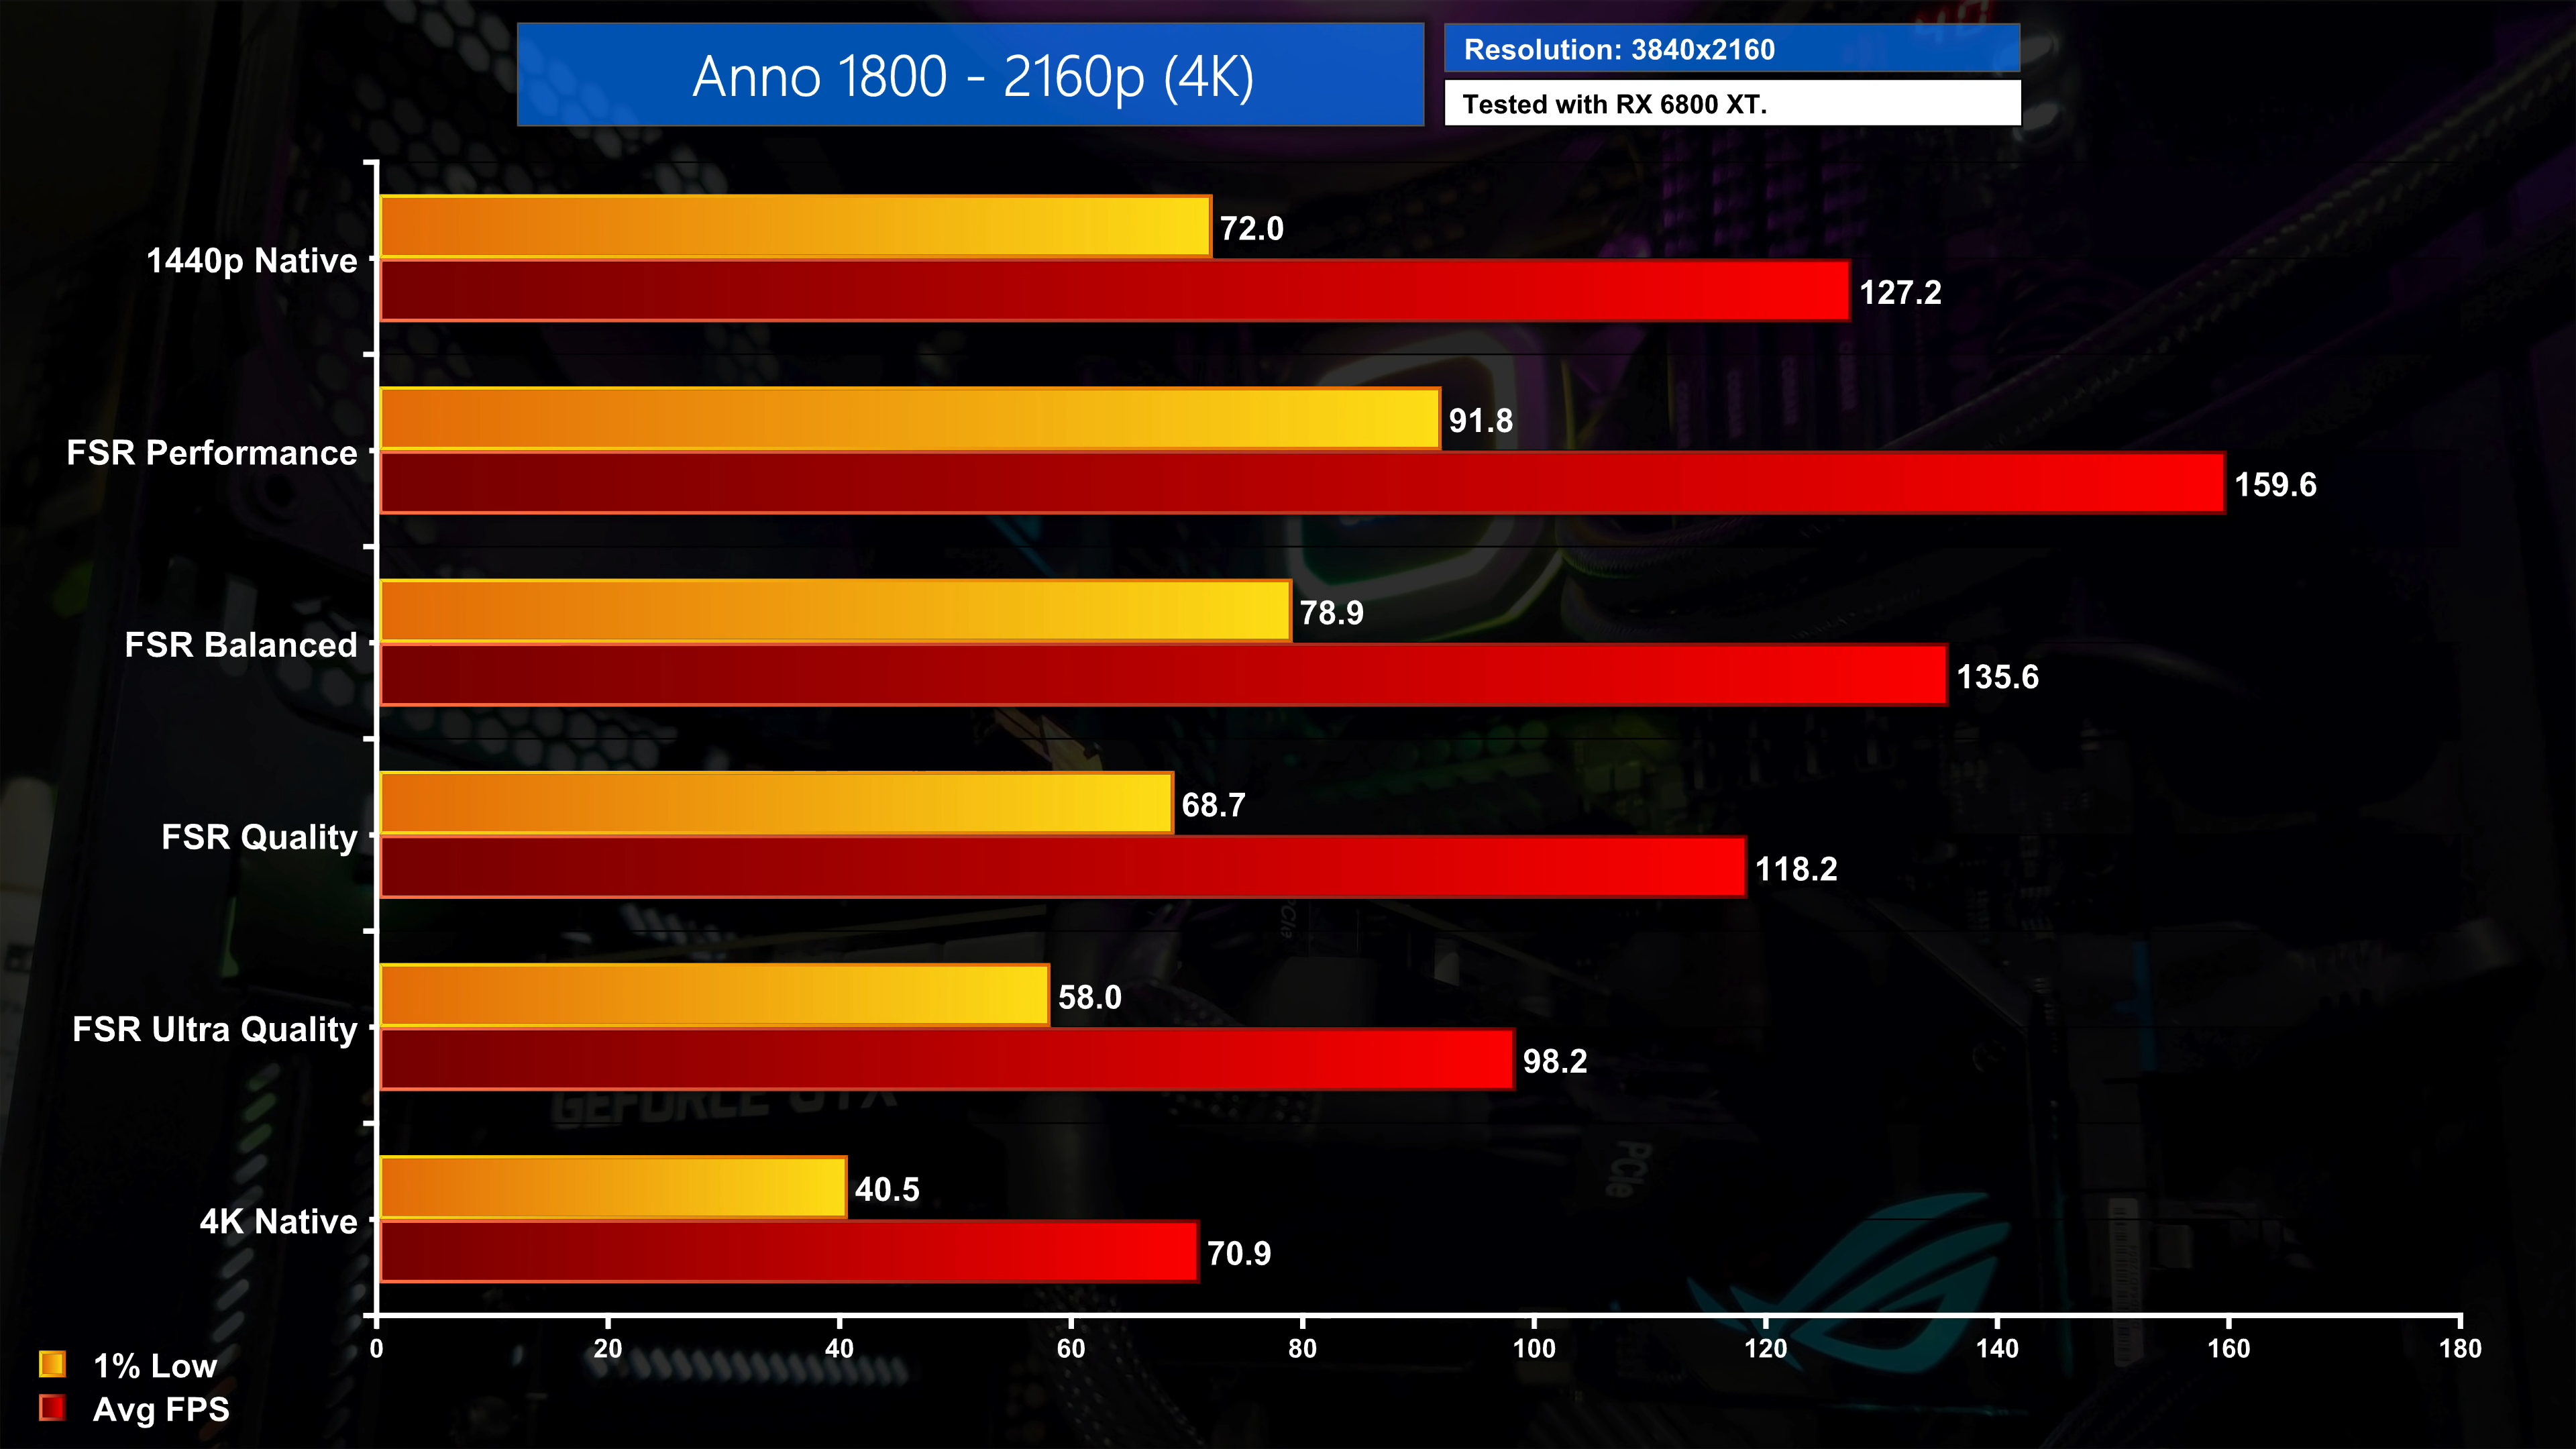 Anno 1800 - 2160p (4K)
Resolution: 3840x2160
Tested with RX 6800 XT.
1440p Native
72.0
127.2
FSR Performance
91.8
159.6
FSR Balanced
78.9
135.6
FSR Quality
68.7
118.2
FSR Ultra Quality
58.0
98.2
4K Native
40.5
70.9
0 20 40 60 80 100 120 140 160 180
1% Low
Avg FPS
GEFORCE GTX
PCIe